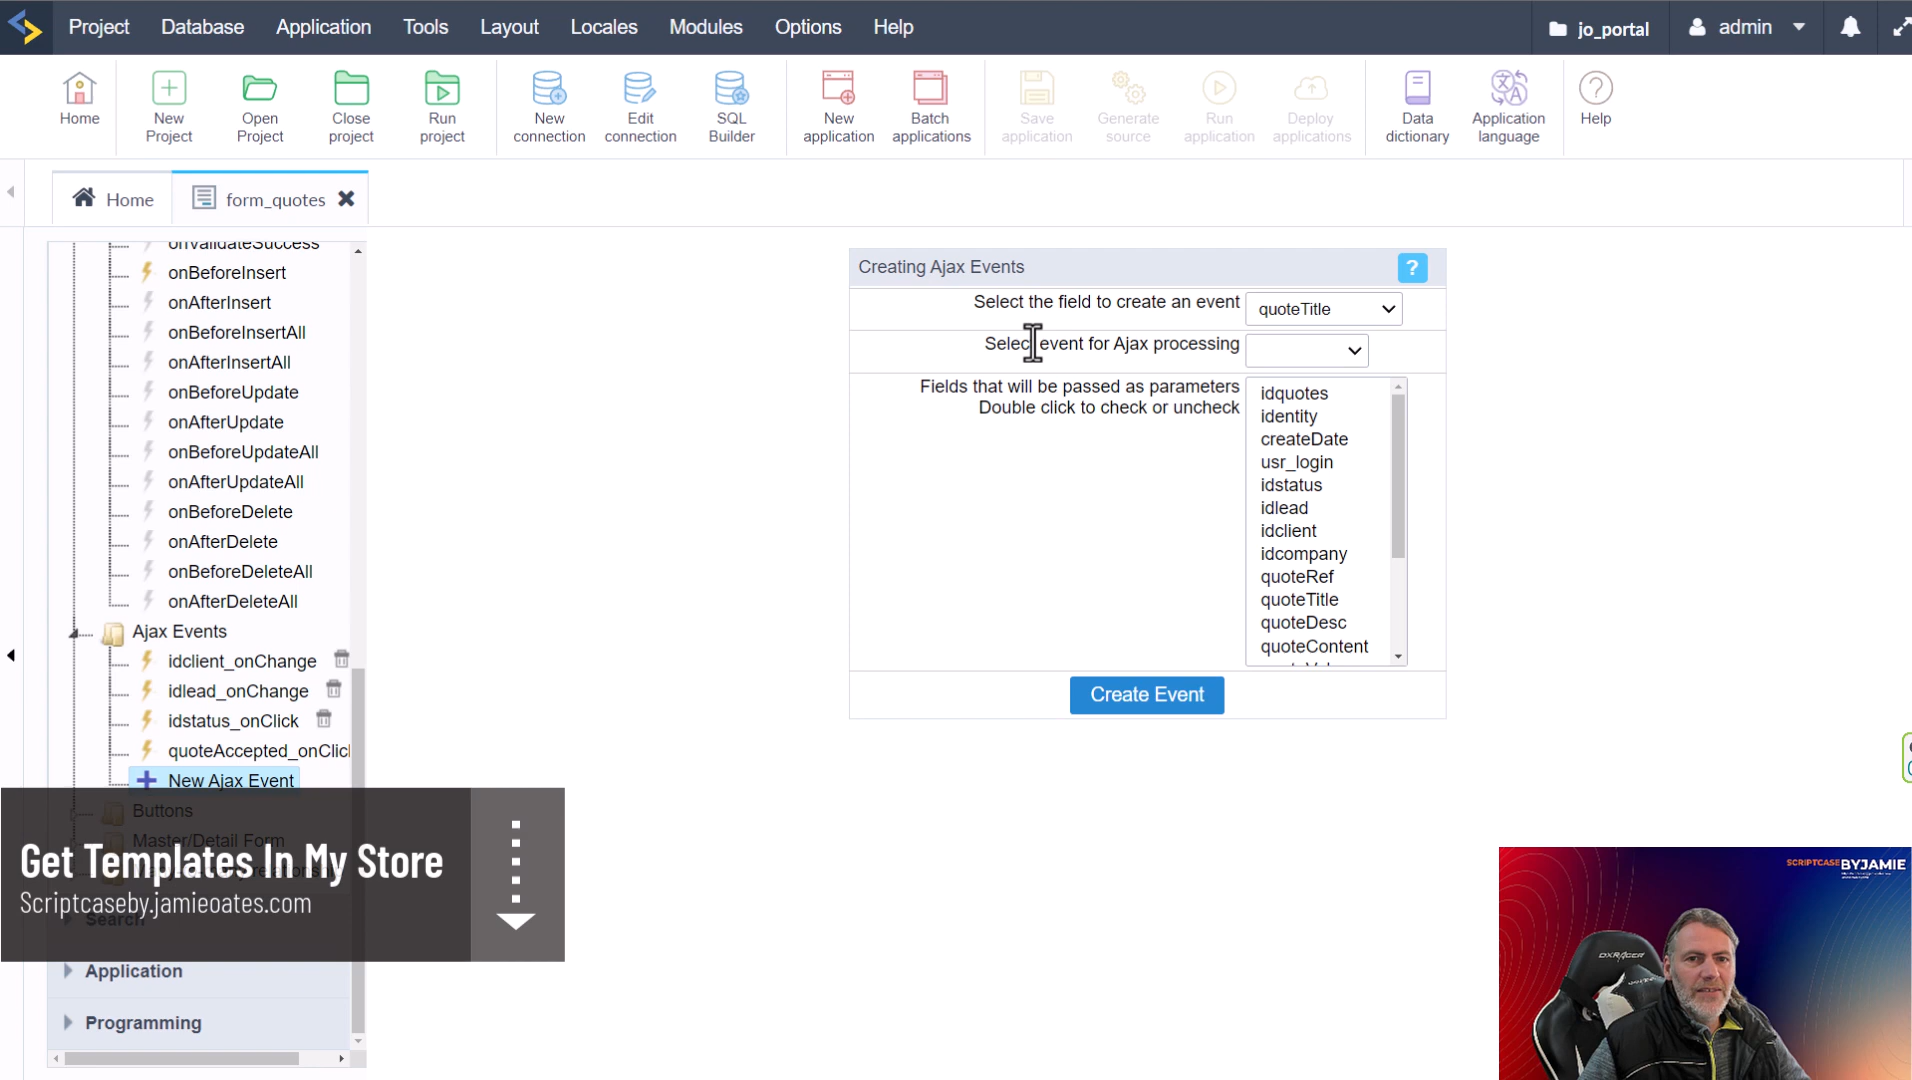 Project Database Application Tools Layout Locales Modules Options Help jo_portal admin
Home
New Project
Open Project
Close project
Run project
New connection
Edit connection
SQL Builder
New application
Batch applications
Save application
Generate source
Run application
Deploy applications
Data dictionary
Application language
Help
Home form_quotes
onValidateSuccess
onBeforeInsert
onAfterInsert
onBeforeInsertAll
onAfterInsertAll
onBeforeUpdate
onAfterUpdate
onBeforeUpdateAll
onAfterUpdateAll
onBeforeDelete
onAfterDelete
onBeforeDeleteAll
onAfterDeleteAll
Ajax Events
idclient_onChange
idlead_onChange
idstatus_onClick
quoteAccepted_onClic
New Ajax Event
Buttons
Master/Detail Form
Get Templates In My Store
Scriptcaseby.jamieoates.com
Search
Application
Programming
Creating Ajax Events ?
Select the field to create an event quoteTitle
Select event for Ajax processing
Fields that will be passed as parameters
Double click to check or uncheck
idquotes
identity
createDate
usr_login
idstatus
idlead
idclient
idcompany
quoteRef
quoteTitle
quoteDesc
quoteContent
Create Event
SCRIPTCASE BYJAMIE
DXRACER